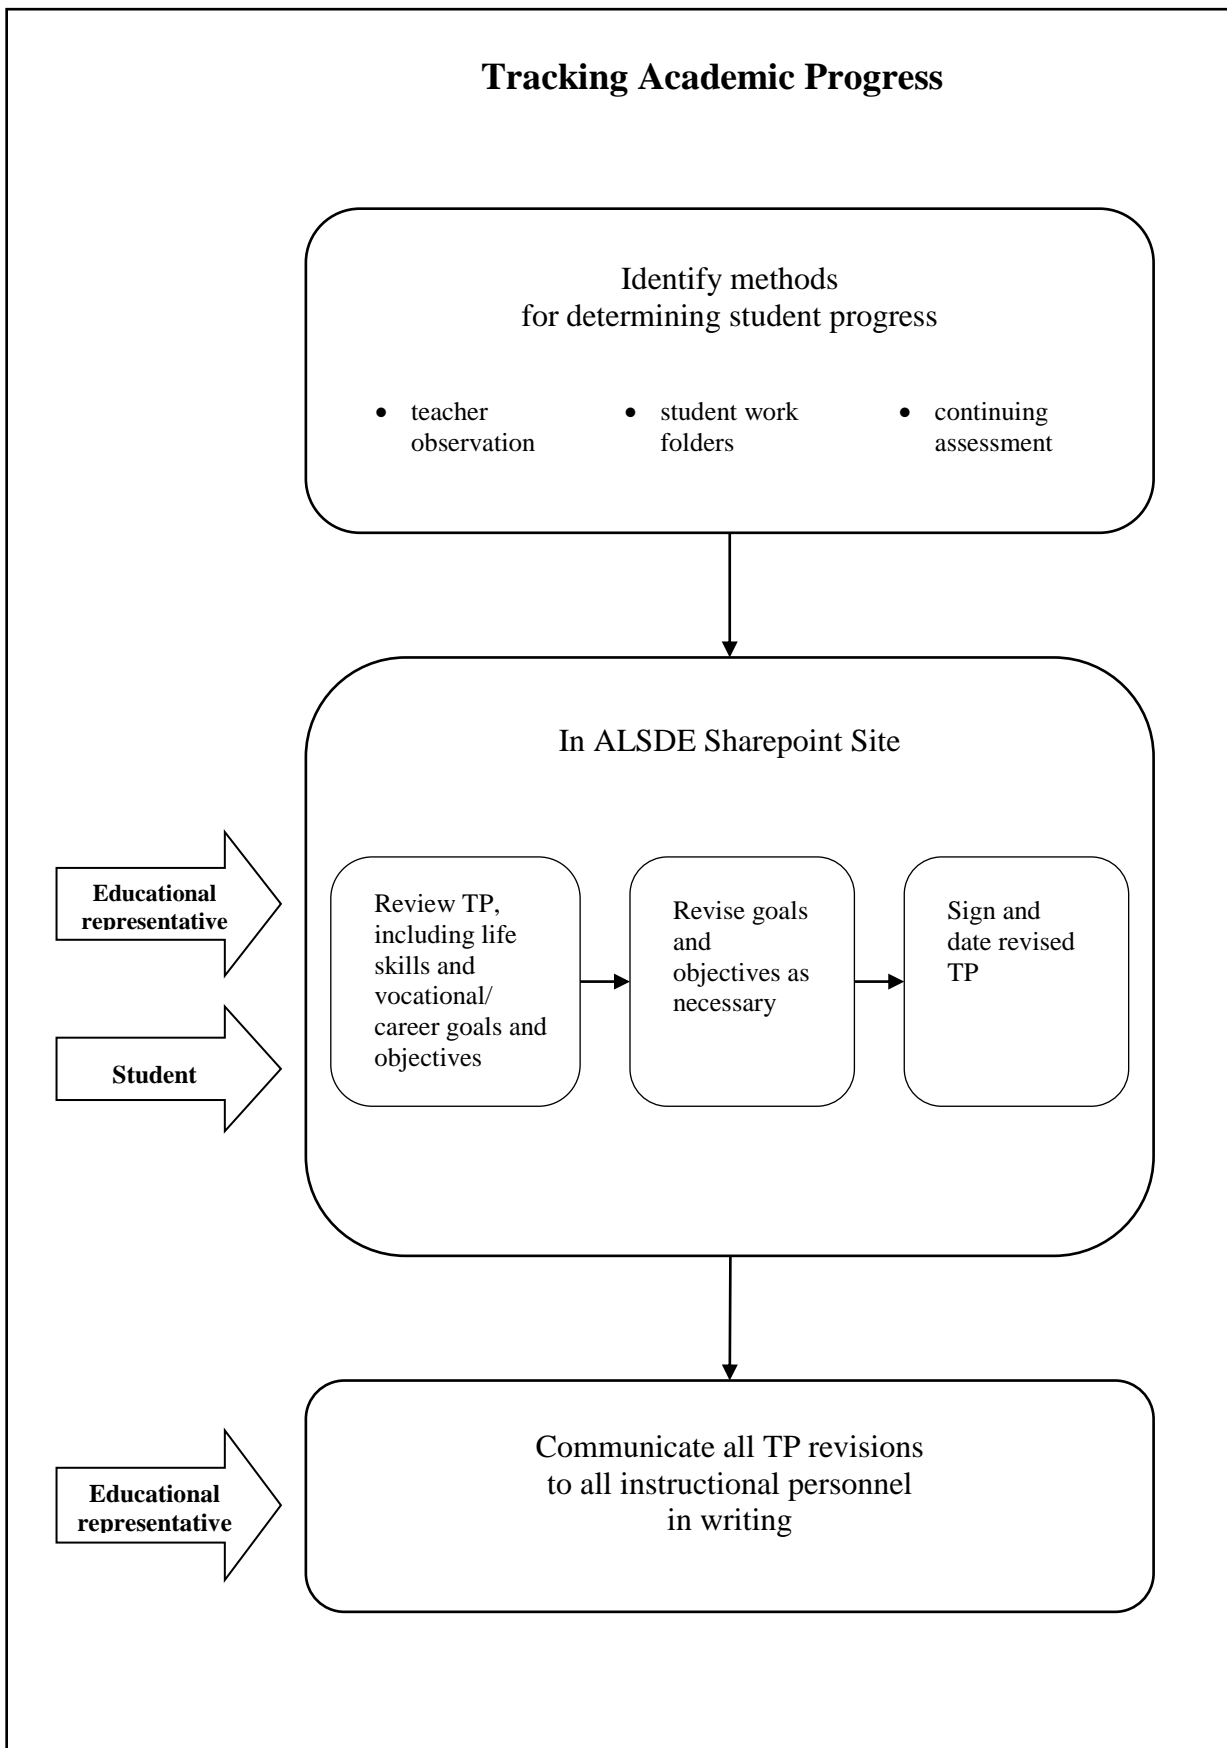 Tracking Academic Progress
Identify methods
for determining student progress
• teacher
observation
• student work
folders
• continuing
assessment
In ALSDE Sharepoint Site
Educational
representative
Student
Review TP,
including life
skills and
vocational/
career goals and
objectives
Revise goals
and
objectives as
necessary
Sign and
date revised
TP
Educational
representative
Communicate all TP revisions
to all instructional personnel
in writing